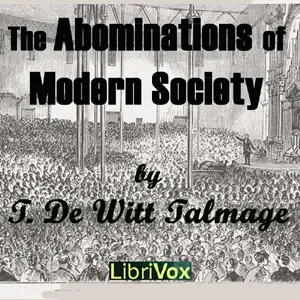 The Abominations of
Modern Society
by
T. De Witt Talmage
LibriVox